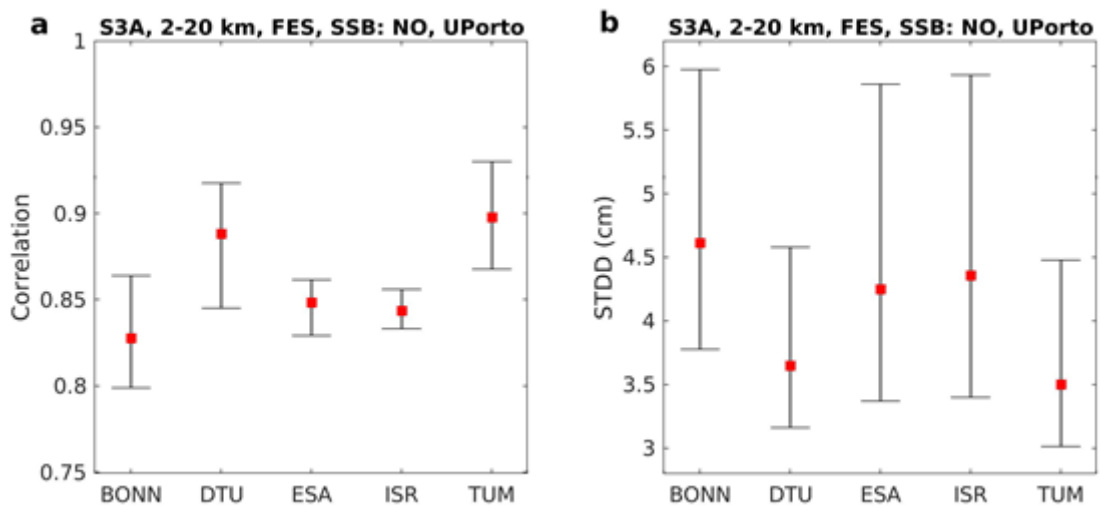 a
S3A, 2-20 km, FES, SSB: NO, UPorto
1
0.95
0.9
0.85
0.8
0.75
Correlation
BONN DTU ESA ISR TUM
b
S3A, 2-20 km, FES, SSB: NO, UPorto
6
5.5
5
4.5
4
3.5
3
STDD (cm)
BONN DTU ESA ISR TUM